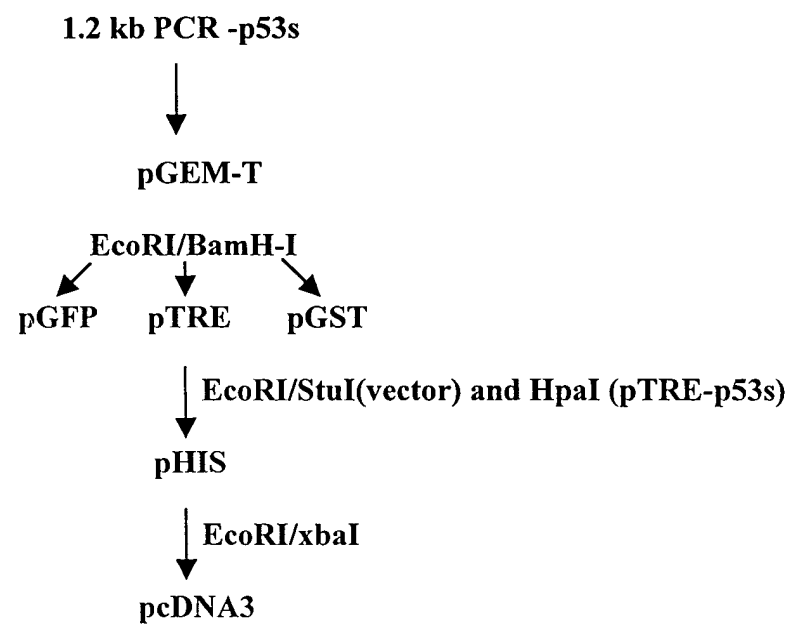 1.2 kb PCR -p53s
pGEM-T
EcoRI/BamH-I
pGFP pTRE pGST
EcoRI/StuI(vector) and HpaI (pTRE-p53s)
pHIS
EcoRI/xbaI
pcDNA3